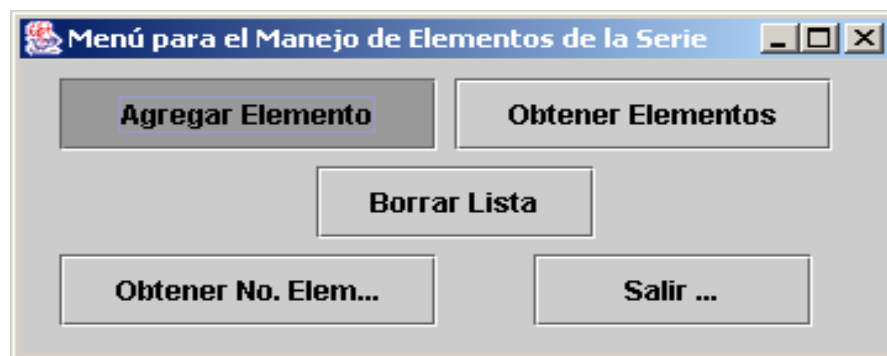 Menú para el Manejo de Elementos de la Serie
Agregar Elemento Obtener Elementos
Borrar Lista
Obtener No. Elem... Salir ...